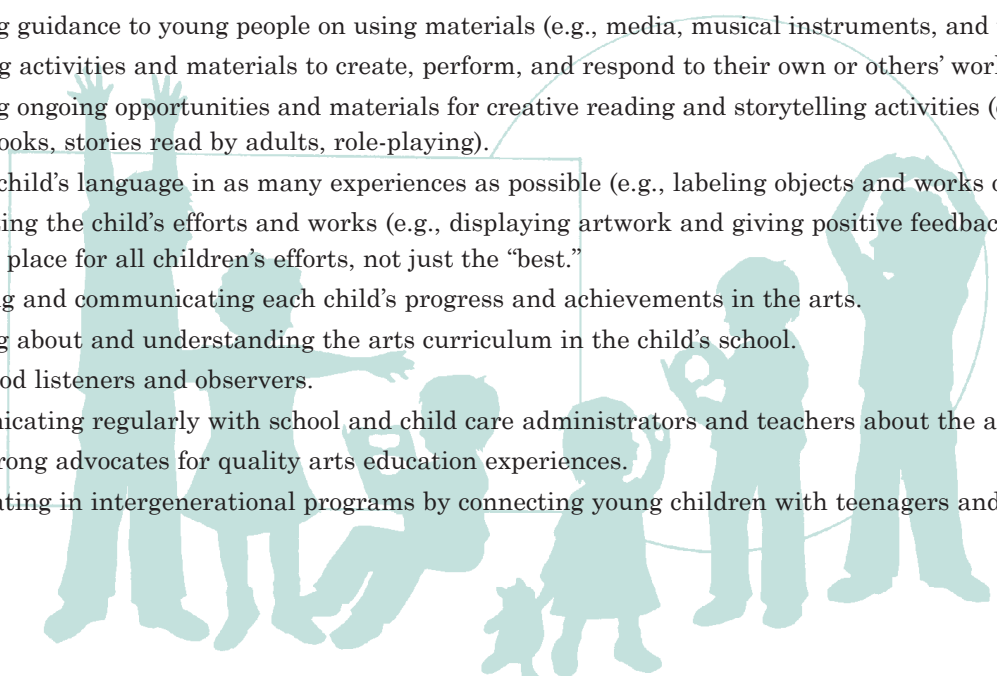 g guidance to young people on using materials (e.g., media, musical instruments, and
g activities and materials to create, perform, and respond to their own or others’ wor
g ongoing opportunities and materials for creative reading and storytelling activities (
ooks, stories read by adults, role-playing).
child’s language in as many experiences as possible (e.g., labeling objects and works o
ing the child’s efforts and works (e.g., displaying artwork and giving positive feedbac
place for all children’s efforts, not just the “best.”
g and communicating each child’s progress and achievements in the arts.
g about and understanding the arts curriculum in the child’s school.
od listeners and observers.
nicating regularly with school and child care administrators and teachers about the a
rong advocates for quality arts education experiences.
ating in intergenerational programs by connecting young children with teenagers and